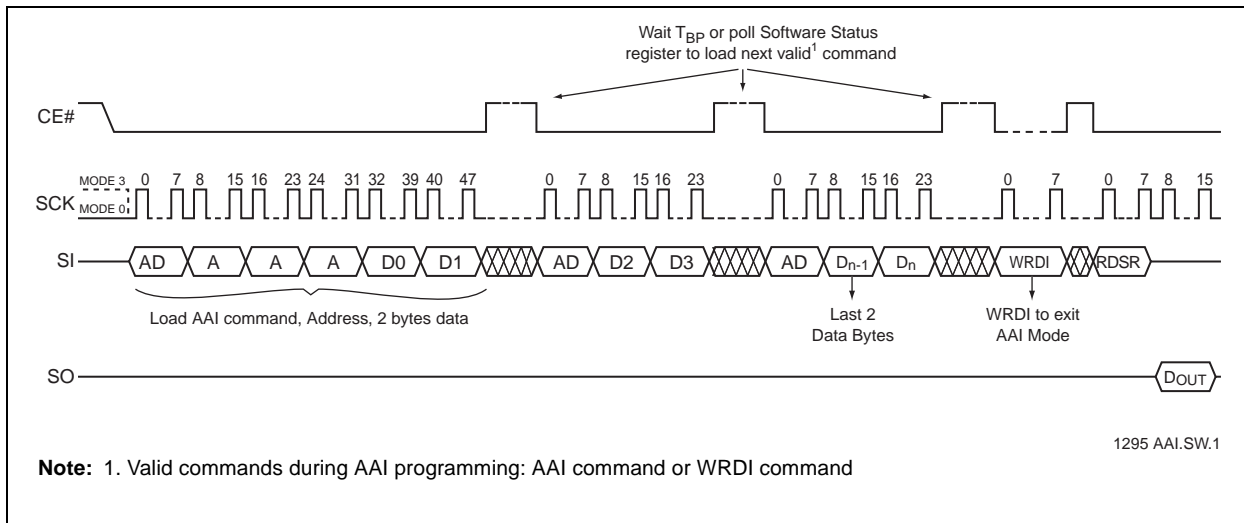 Wait TBP or poll Software Status
register to load next valid1 command
CE#
MODE 3
MODE 0
SCK
0 7 8 15 16 23 24 31 32 39 40 47 0 7 8 15 16 23 0 7 8 15 16 23 0 7 0 7 8 15
SI
AD A A A D0 D1 AD D2 D3 AD Dn-1 Dn WRDI RDSR
Load AAI command, Address, 2 bytes data
Last 2
Data Bytes
WRDI to exit
AAI Mode
SO
DOUT
1295 AAI.SW.1
Note: 1. Valid commands during AAI programming: AAI command or WRDI command